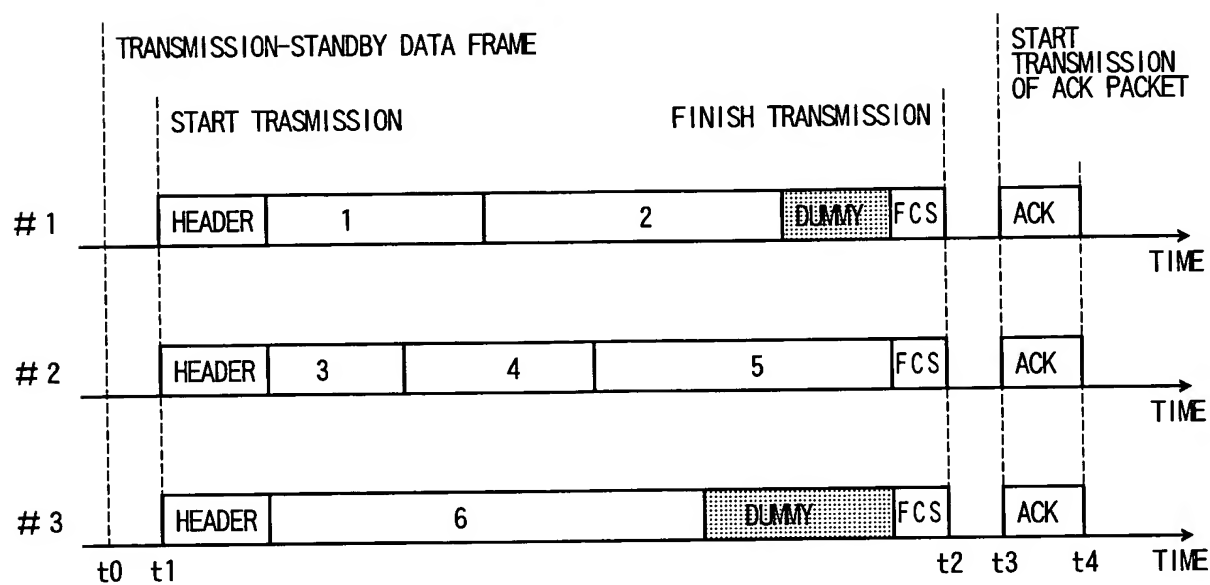 TRANSMISSION-STANDBY DATA FRAME
START
TRANSMISSION
OF ACK PACKET
START TRASMISSION
FINISH TRANSMISSION
#1 HEADER 1 2 DUMMY FCS ACK
TIME
#2 HEADER 3 4 5 FCS ACK
TIME
#3 HEADER 6 DUMMY FCS ACK
t0 t1 t2 t3 t4 TIME